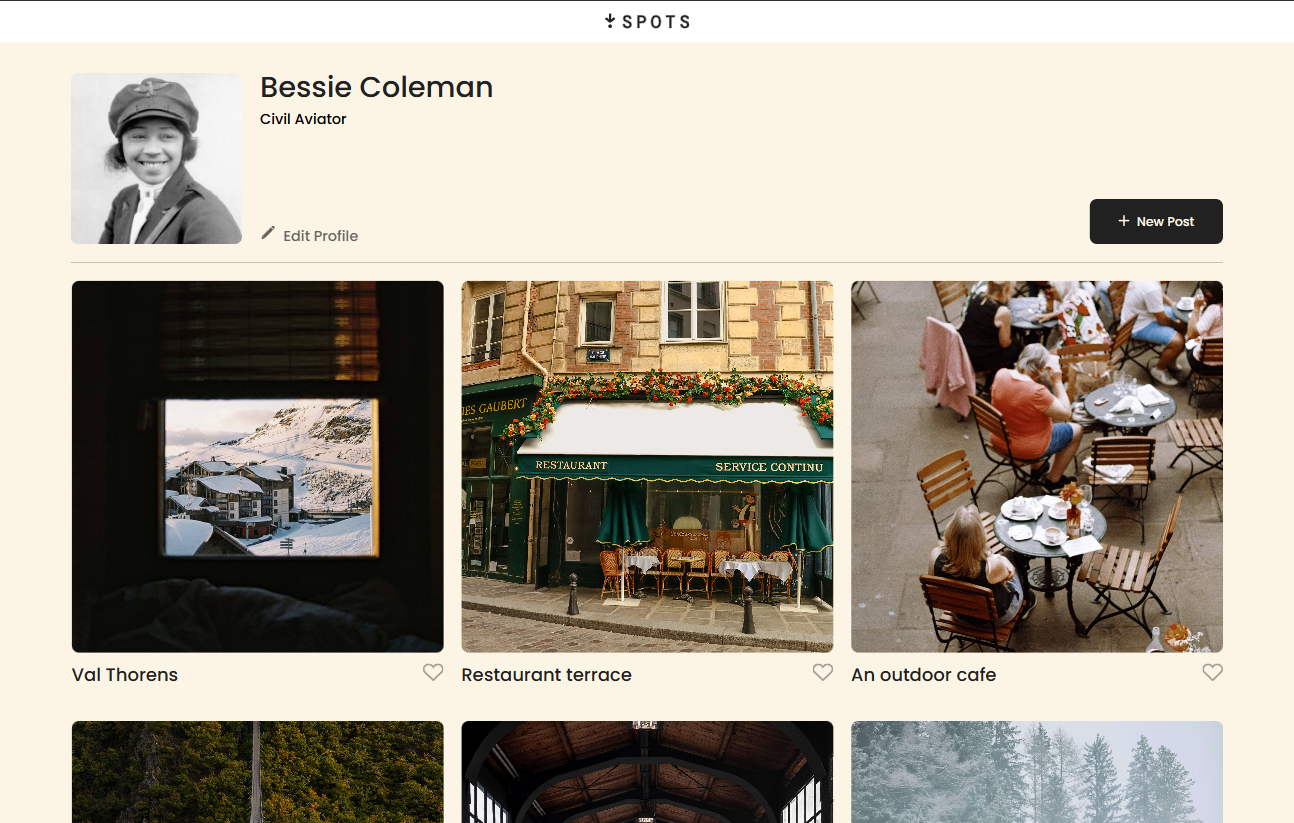 SPOTS
Bessie Coleman
Civil Aviator
Edit Profile
+ New Post
IES GAUBERT
RESTAURANT
SERVICE CONTINU
Val Thorens
Restaurant terrace
An outdoor cafe